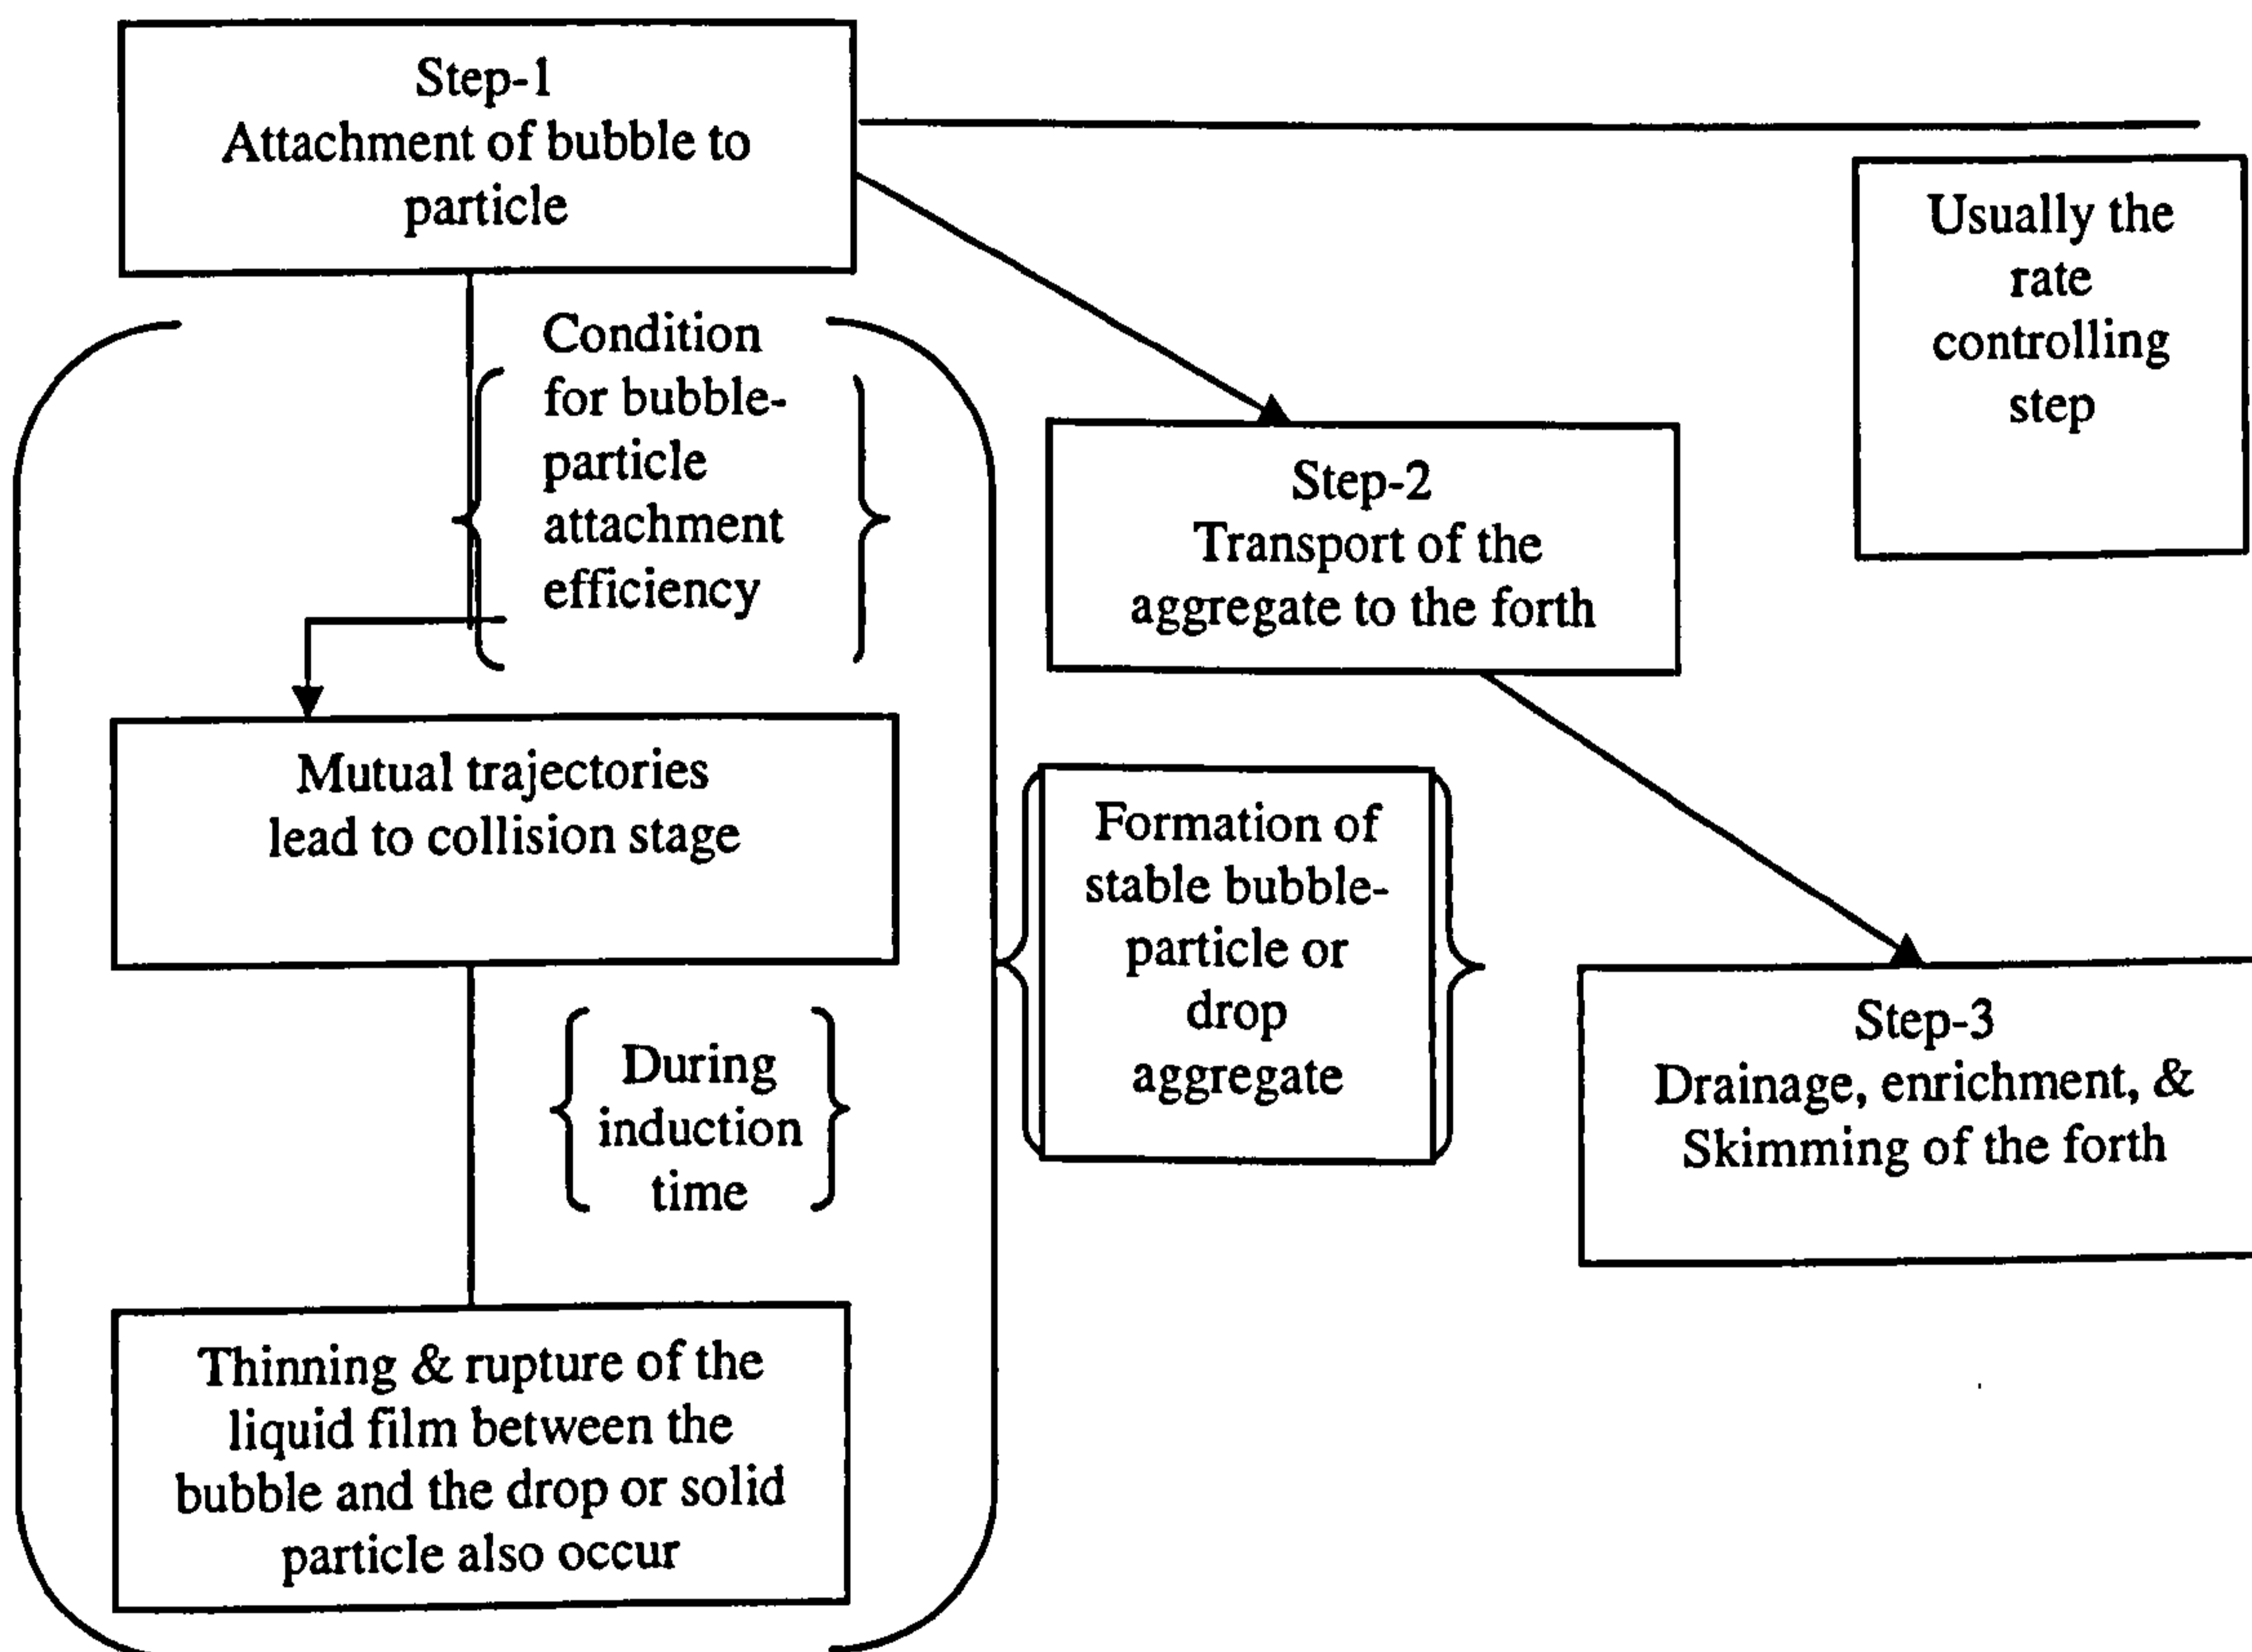 Step-1
Attachment of bubble to
particle
Usually the
rate
controlling
step
Condition
for bubble-
particle
attachment
efficiency
Step-2
Transport of the
aggregate to the forth
Mutual trajectories
lead to collision stage
Formation of
stable bubble-
particle or
drop
aggregate
During
induction
time
Step-3
Drainage, enrichment, &
Skimming of the forth
Thinning & rupture of the
liquid film between the
bubble and the drop or solid
particle also occur